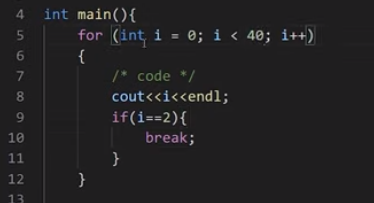 4 int main(){
5     for (int i = 0; i < 40; i++)
6     {
7         /* code */
8         cout<<i<<endl;
9         if(i==2){
10             break;
11         }
12     }
13